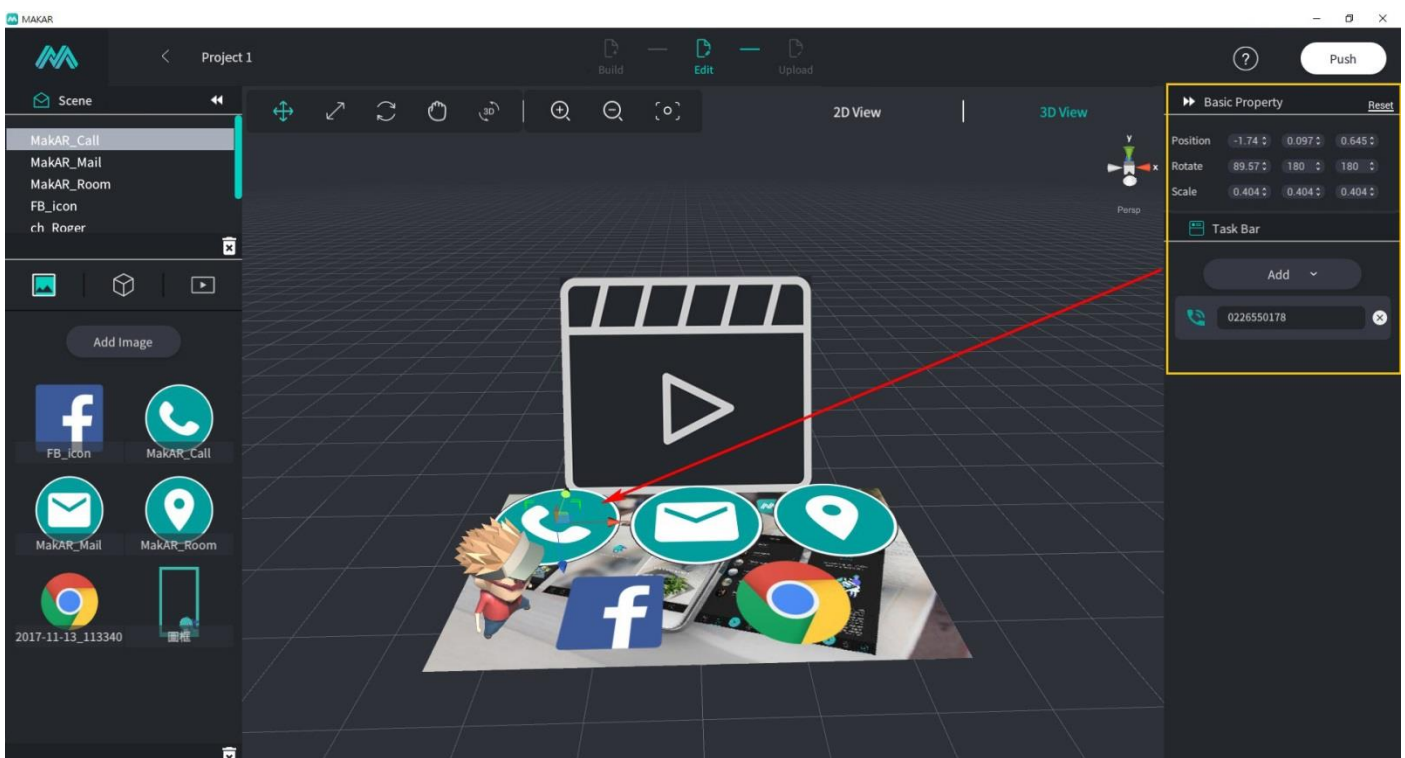 MAKAR
Project 1
Build
Edit
Upload
?
Push
Scene
MakAR_Call
MakAR_Mail
MakAR_Room
FB_icon
ch_Roger
3D
2D View
3D View
y
x
Persp
Basic Property
Reset
Position -1.74 0.097 0.645
Rotate 89.57 180 180
Scale 0.404 0.404 0.404
Task Bar
Add
0226550178
Add Image
FB_icon
MakAR_Call
MakAR_Mail
MakAR_Room
2017-11-13_113340
圖框